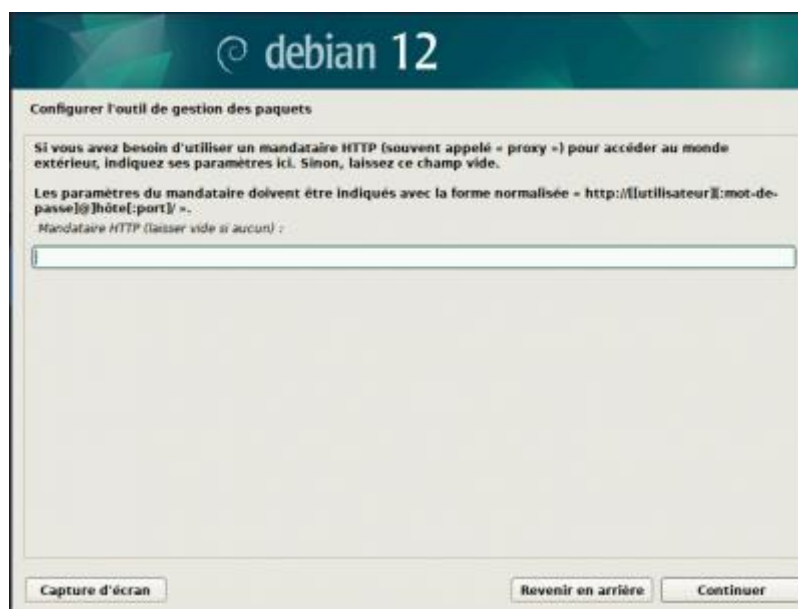 debian 12
Configurer l'outil de gestion des paquets
Si vous avez besoin d'utiliser un mandataire HTTP (souvent appelé « proxy ») pour accéder au monde
extérieur, indiquez ses paramètres ici. Sinon, laissez ce champ vide.
Les paramètres du mandataire doivent être indiqués avec la forme normalisée « http://[[utilisateur][:mot-de-
passe]@]hôte[:port]/ ».
Mandataire HTTP (laisser vide si aucun) :
Capture d'écran
Revenir en arrière
Continuer